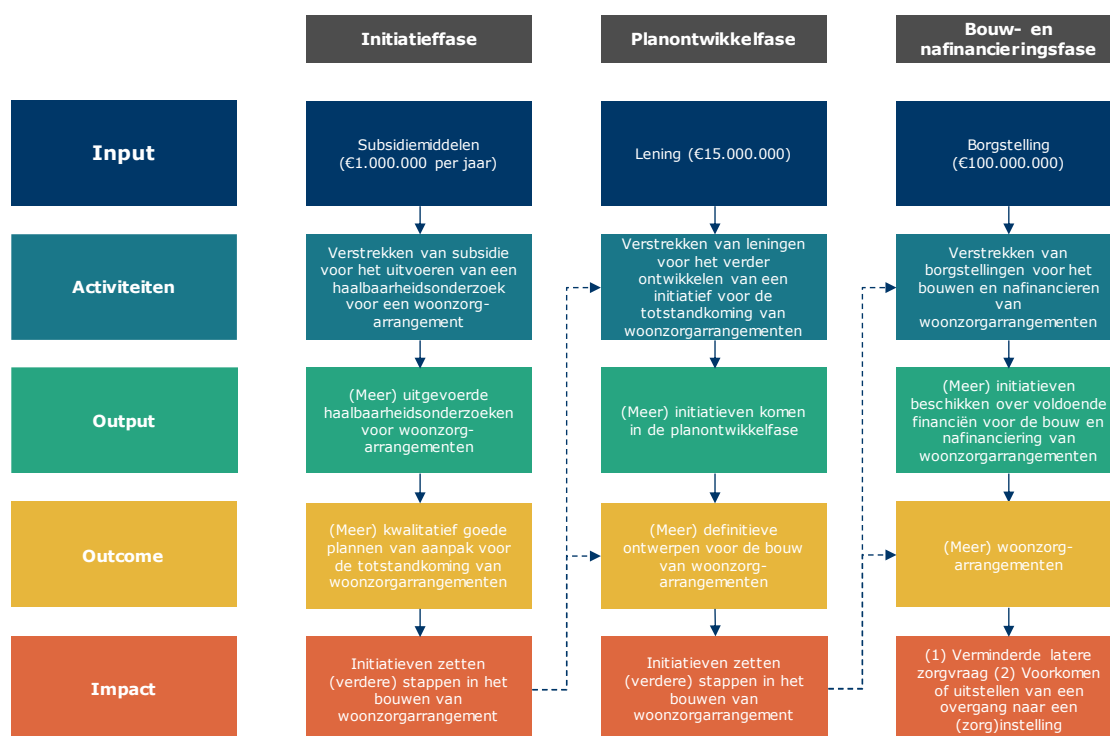 Initiatieffase
Planontwikkelfase
Bouw- en
nafinancieringsfase
Input
Subsidiemiddelen
(€1.000.000 per jaar)
Lening (€15.000.000)
Borgstelling
(€100.000.000)
Activiteiten
Verstrekken van subsidie
voor het uitvoeren van een
haalbaarheidsonderzoek
voor een woonzorg-
arrangement
Verstrekken van leningen
voor het verder
ontwikkelen van een
initiatief voor de
totstandkoming van
woonzorgarrangementen
Verstrekken van
borgstellingen voor het
bouwen en nafinancieren
van
woonzorgarrangementen
Output
(Meer) uitgevoerde
haalbaarheidsonderzoeken
voor woonzorg-
arrangementen
(Meer) initiatieven komen
in de planontwikkelfase
(Meer) initiatieven
beschikken over voldoende
financiën voor de bouw en
nafinanciering van
woonzorgarrangementen
Outcome
(Meer) kwalitatief goede
plannen van aanpak voor
de totstandkoming van
woonzorgarrangementen
(Meer) definitieve
ontwerpen voor de bouw
van woonzorg-
arrangementen
(Meer) woonzorg-
arrangementen
Impact
Initiatieven zetten
(verdere) stappen in het
bouwen van
woonzorgarrangement
Initiatieven zetten
(verdere) stappen in het
bouwen van
woonzorgarrangement
(1) Verminderde latere
zorgvraag (2) Voorkomen
of uitstellen van een
overgang naar een
(zorg)instelling